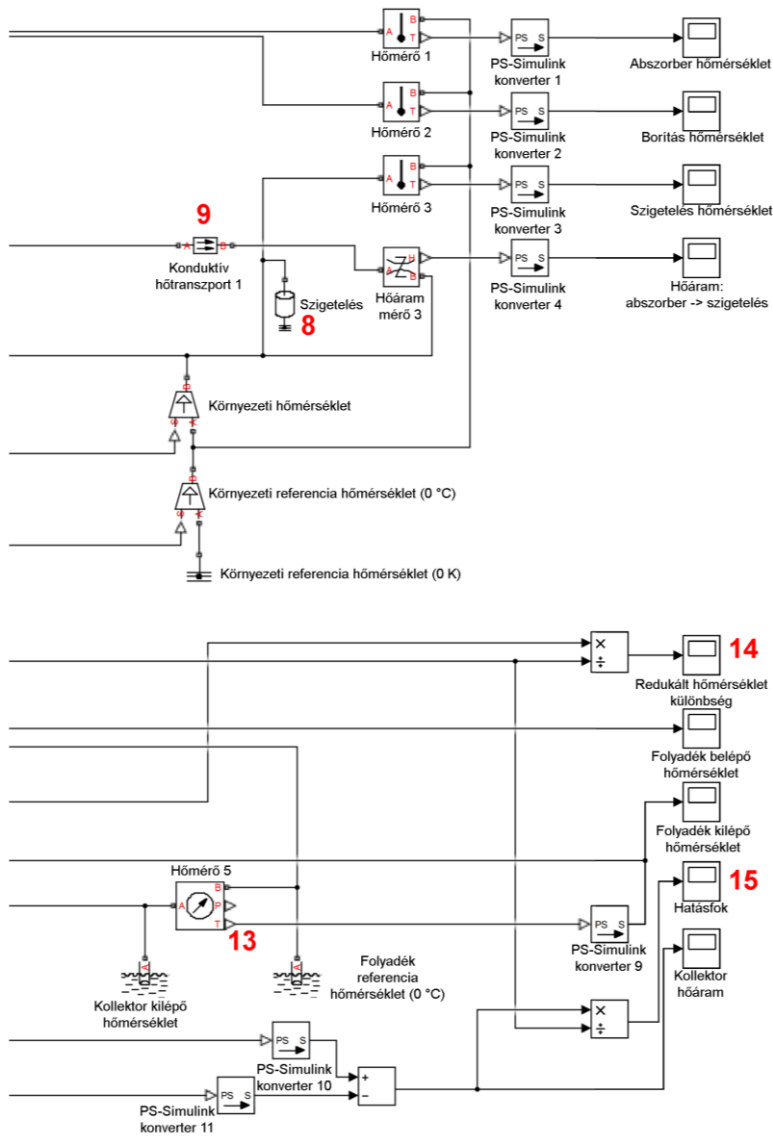 B
A
T
Hőmérő 1
PS S
PS-Simulink
konverter 1
Abszorber hőmérséklet
B
A
T
Hőmérő 2
PS S
PS-Simulink
konverter 2
Borítás hőmérséklet
B
A
T
Hőmérő 3
PS S
PS-Simulink
konverter 3
Szigetelés hőmérséklet
9
A B
Konduktív
hőtranszport 1
Szigetelés
8
H
A
B
Hőáram
mérő 3
PS S
PS-Simulink
konverter 4
Hőáram:
abszorber -> szigetelés
B
S A
Környezeti hőmérséklet
B
S A
Környezeti referencia hőmérséklet (0 °C)
Környezeti referencia hőmérséklet (0 K)
×
÷
14
Redukált hőmérséklet
különbség
Folyadék belépő
hőmérséklet
Folyadék kilépő
hőmérséklet
Hőmérő 5
B
A P
T
13
PS S
PS-Simulink
konverter 9
15
Hatásfok
A
Kollektor kilépő
hőmérséklet
A
Folyadék
referencia
hőmérséklet (0 °C)
Kollektor
hőáram
×
÷
PS S
PS-Simulink
konverter 10
+
−
PS S
PS-Simulink
konverter 11